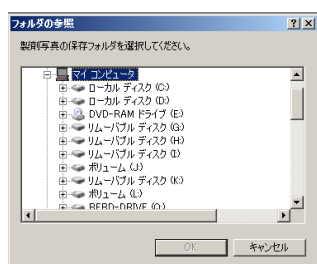 フォルダの参照
製剤写真の保存フォルダを選択してください。
マイ コンピュータ
ローカル ディスク (C:)
ローカル ディスク (D:)
DVD-RAM ドライブ (E:)
リムーバブル ディスク (G:)
リムーバブル ディスク (H:)
リムーバブル ディスク (I:)
ボリューム (J:)
リムーバブル ディスク (K:)
ボリューム (L:)
OK
キャンセル